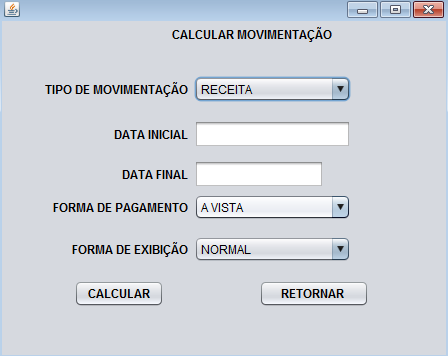 CALCULAR MOVIMENTAÇÃO
TIPO DE MOVIMENTAÇÃO RECEITA
DATA INICIAL
DATA FINAL
FORMA DE PAGAMENTO A VISTA
FORMA DE EXIBIÇÃO NORMAL
CALCULAR RETORNAR